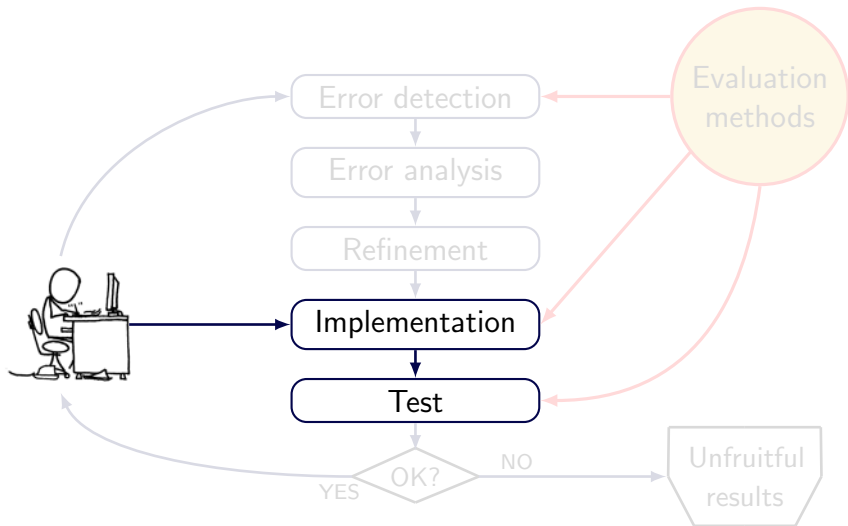 Error detection
Evaluation
methods
Error analysis
Refinement
Implementation
Test
OK?
YES
NO
Unfruitful
results